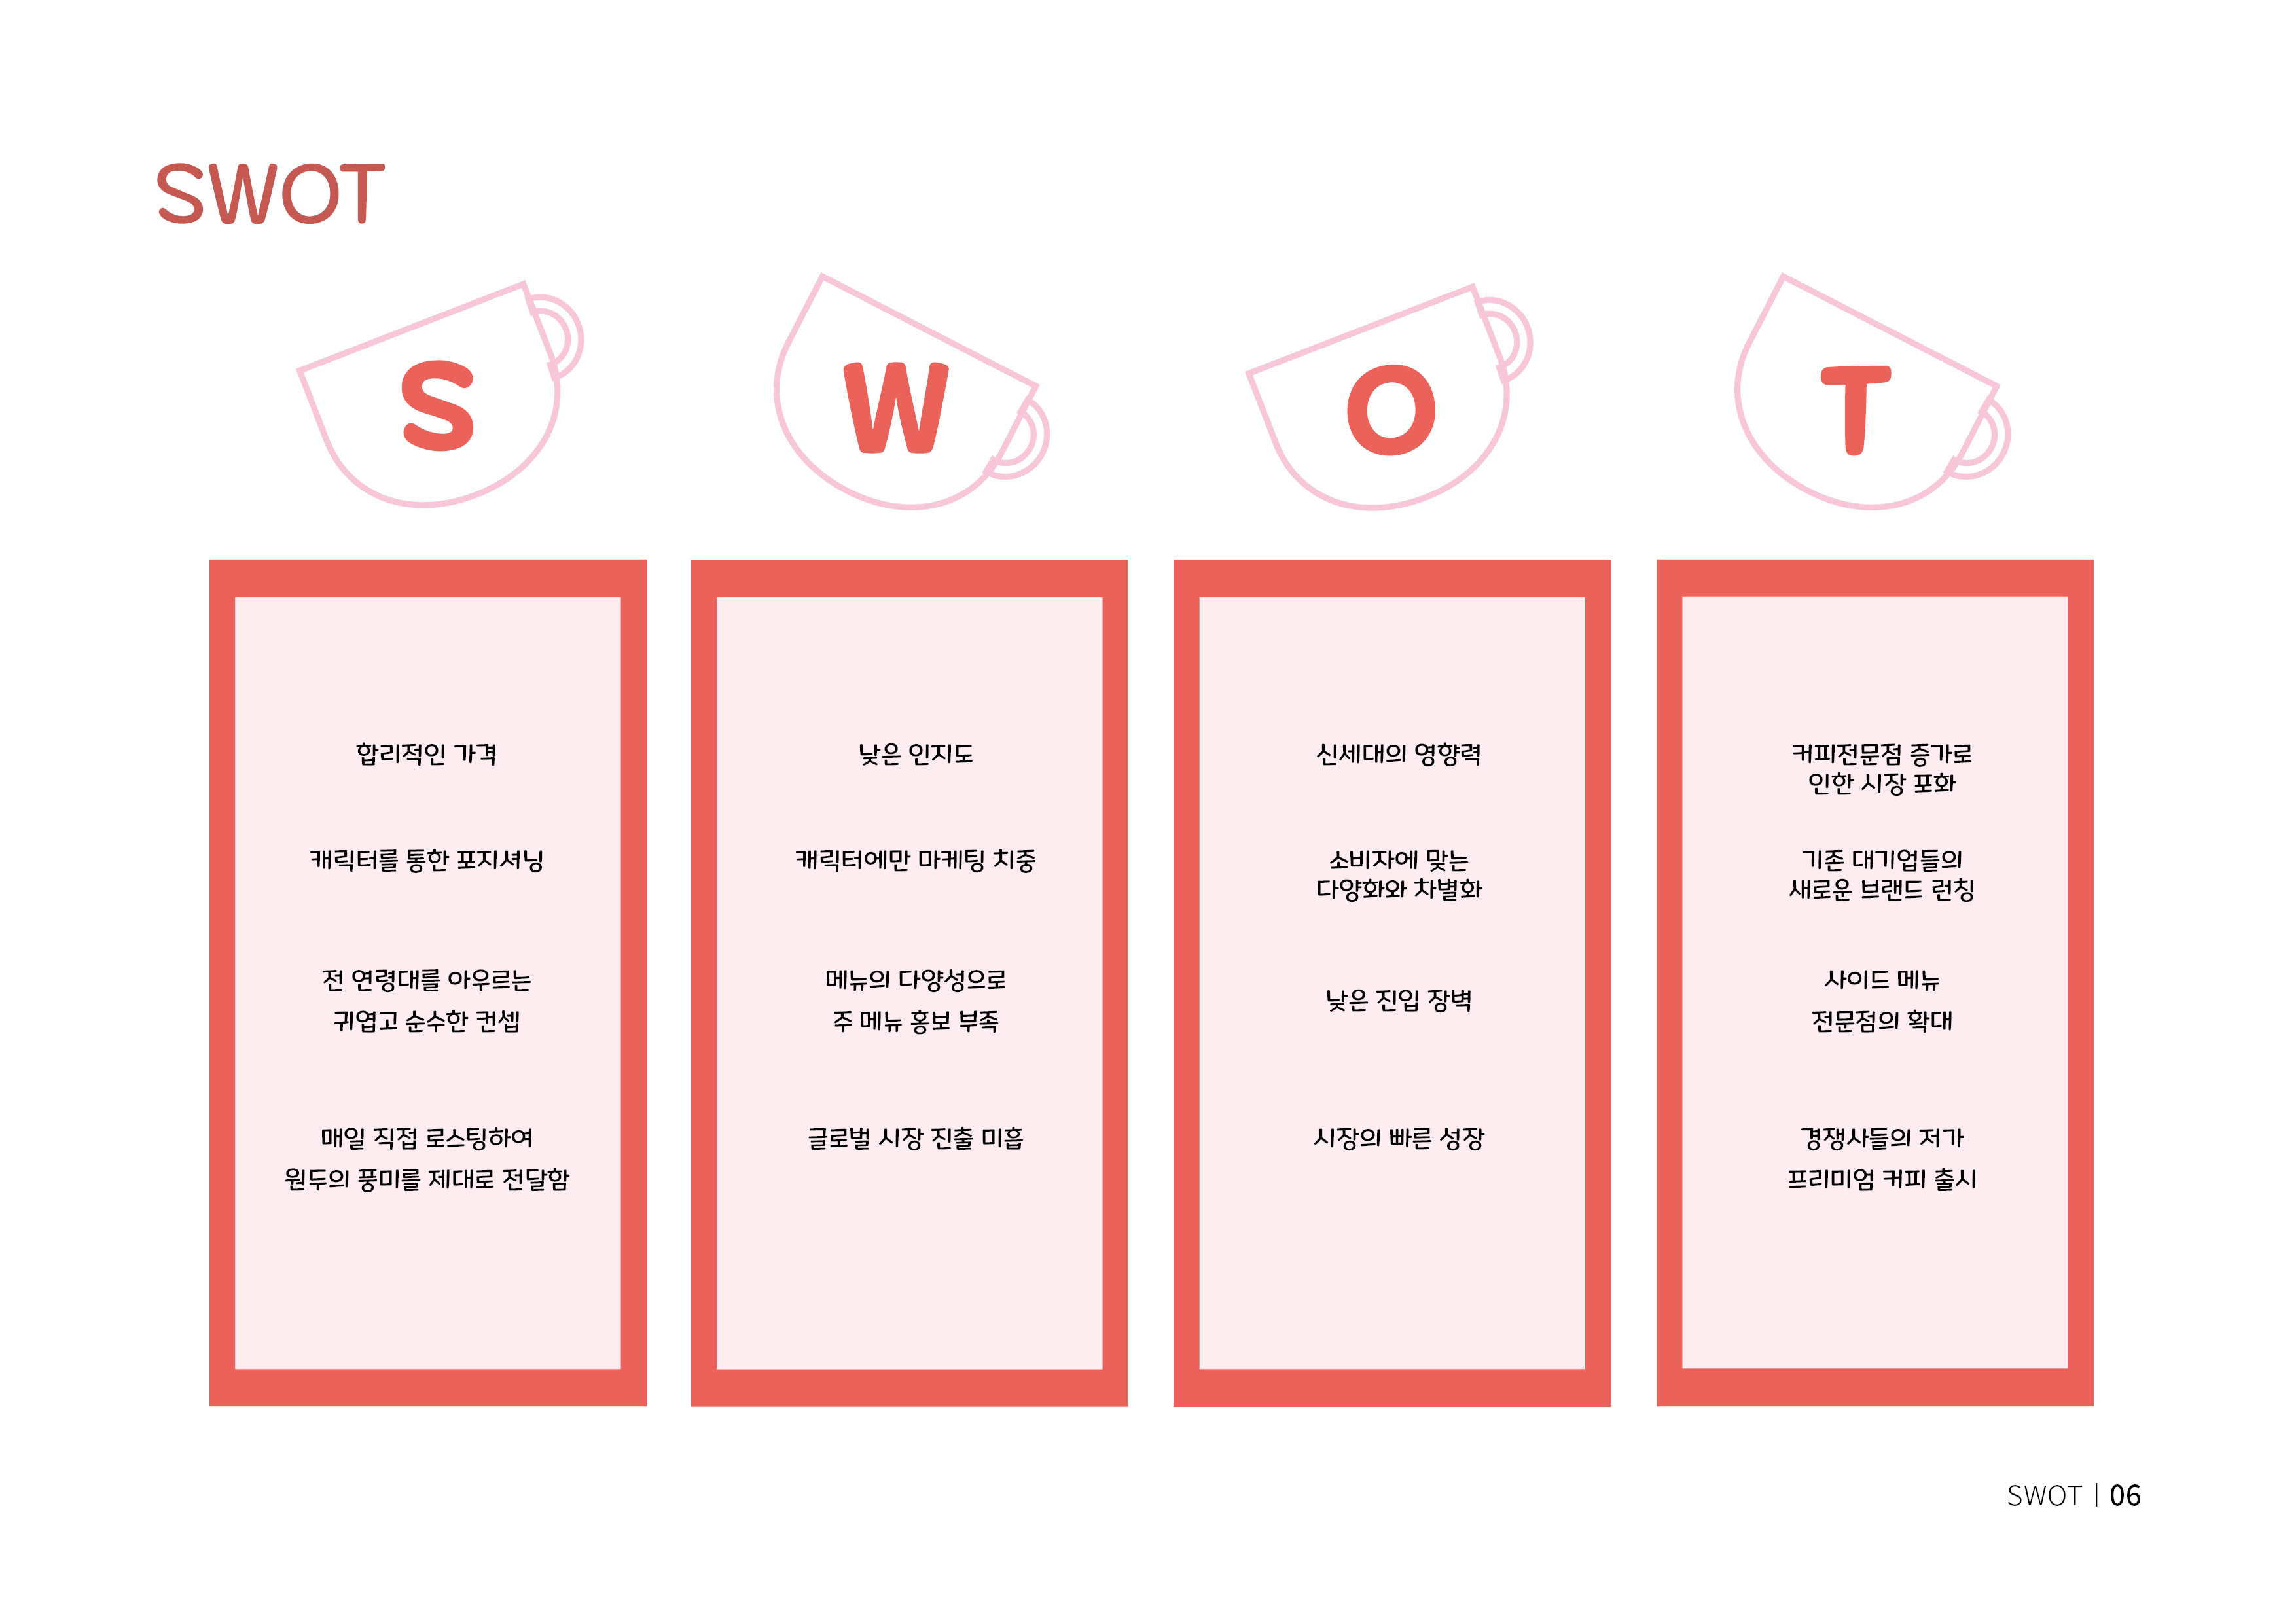 SWOT
S
W
O
T
합리적인 가격
캐릭터를 통한 포지셔닝
전 연령대를 아우르는
귀엽고 순수한 컨셉
매일 직접 로스팅하여
원두의 풍미를 제대로 전달함
낮은 인지도
캐릭터에만 마케팅 치중
메뉴의 다양성으로
주 메뉴 홍보 부족
글로벌 시장 진출 미흡
신세대의 영향력
소비자에 맞는
다양화와 차별화
낮은 진입 장벽
시장의 빠른 성장
커피전문점 증가로
인한 시장 포화
기존 대기업들의
새로운 브랜드 런칭
사이드 메뉴
전문점의 확대
경쟁사들의 저가
프리미엄 커피 출시
SWOT | 06